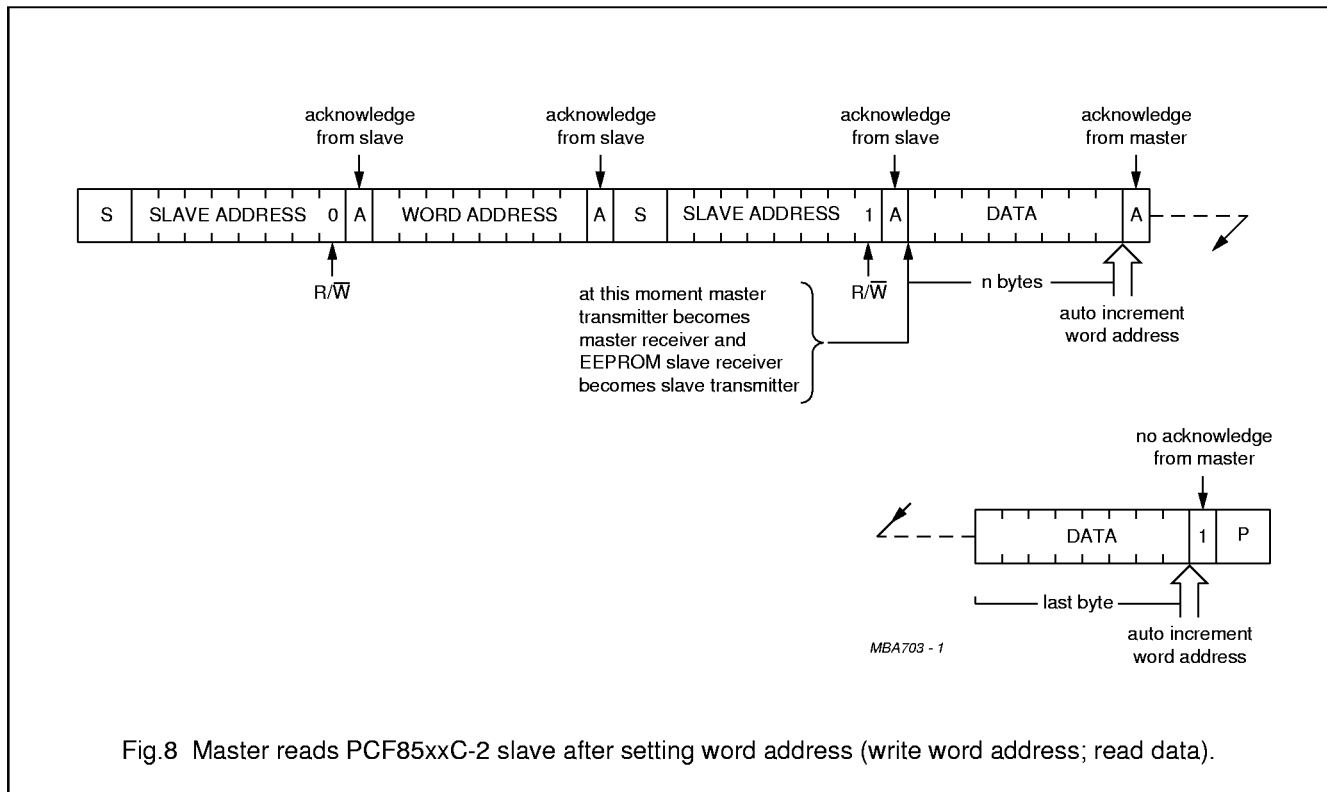 acknowledge
from slave
acknowledge
from slave
acknowledge
from slave
acknowledge
from master
S SLAVE ADDRESS 0 A WORD ADDRESS A S SLAVE ADDRESS 1 A DATA A
R/W̅
R/W̅
n bytes
at this moment master
transmitter becomes
master receiver and
EEPROM slave receiver
becomes slave transmitter
auto increment
word address
no acknowledge
from master
DATA 1 P
last byte
auto increment
word address
MBA703 - 1
Fig.8 Master reads PCF85xxC-2 slave after setting word address (write word address; read data).